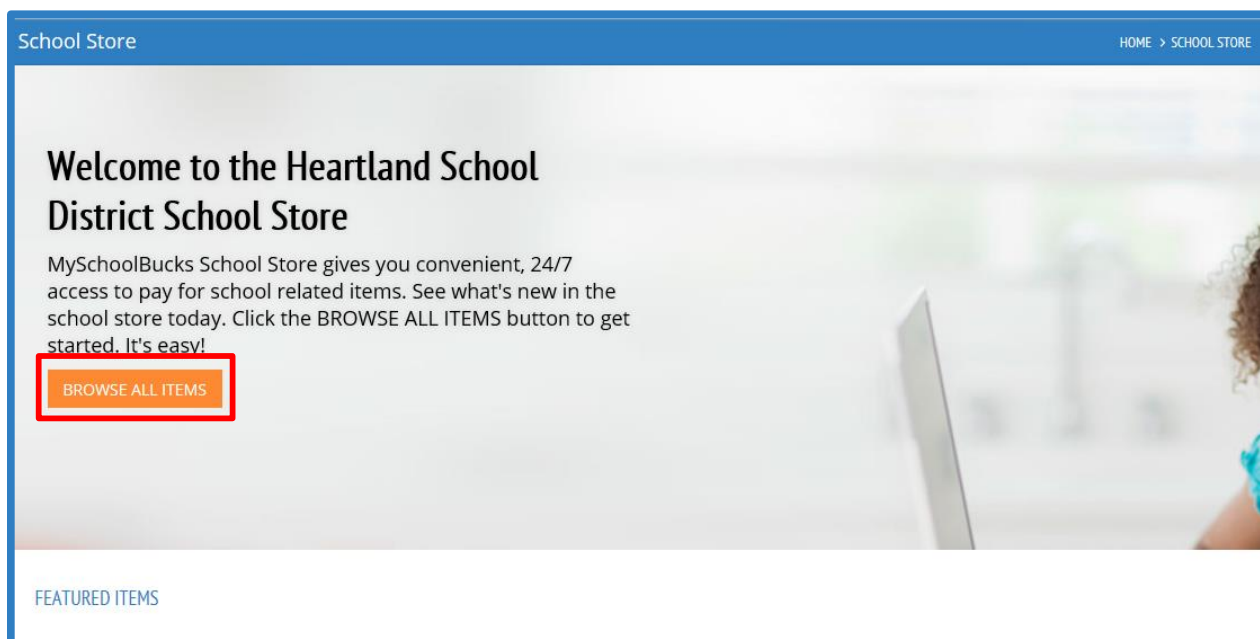 School Store
HOME > SCHOOL STORE
Welcome to the Heartland School
District School Store
MySchoolBucks School Store gives you convenient, 24/7
access to pay for school related items. See what's new in the
school store today. Click the BROWSE ALL ITEMS button to get
started. It's easy!
BROWSE ALL ITEMS
FEATURED ITEMS